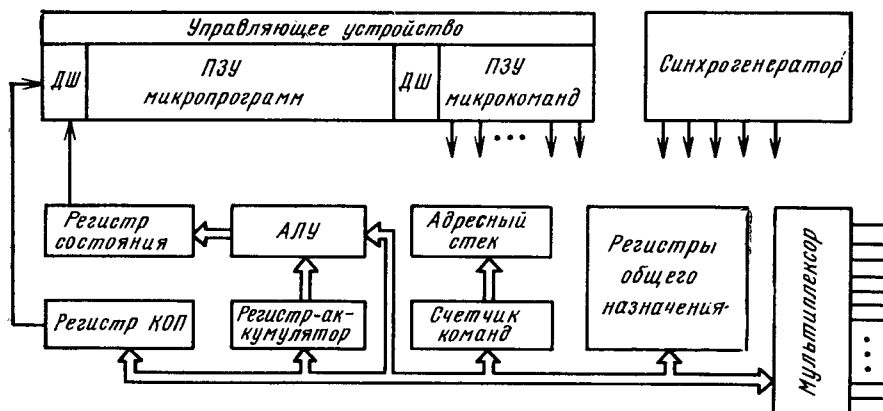 Управляющее устройство
ДШ
ПЗУ
микропрограмм
ДШ
ПЗУ
микрокоманд
Синхрогенератор
Регистр
состояния
АЛУ
Адресный
стек
Регистры
общего
назначения
Мультиплексор
Регистр КОП
Регистр-ак-
кумулятор
Счетчик
команд